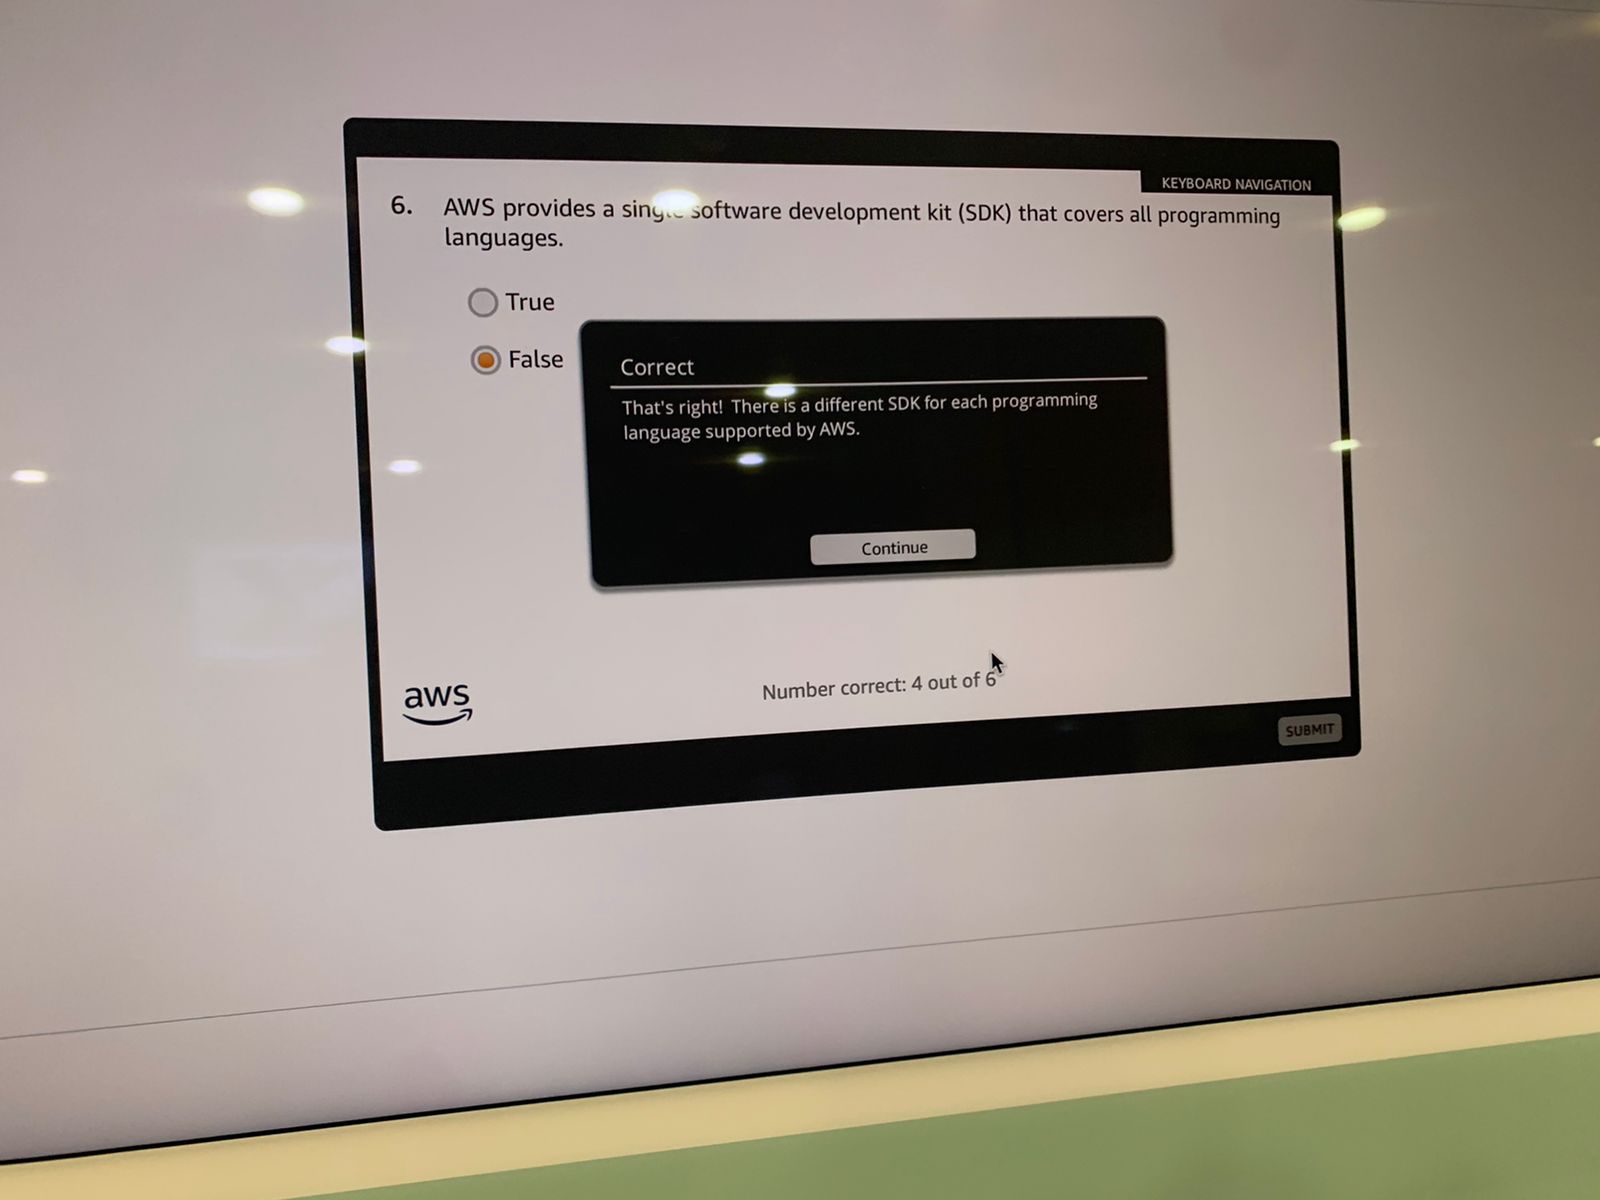 KEYBOARD NAVIGATION
6. AWS provides a single software development kit (SDK) that covers all programming
languages.
True
False
Correct
That's right! There is a different SDK for each programming
language supported by AWS.
Continue
Number correct: 4 out of 6
aws
SUBMIT